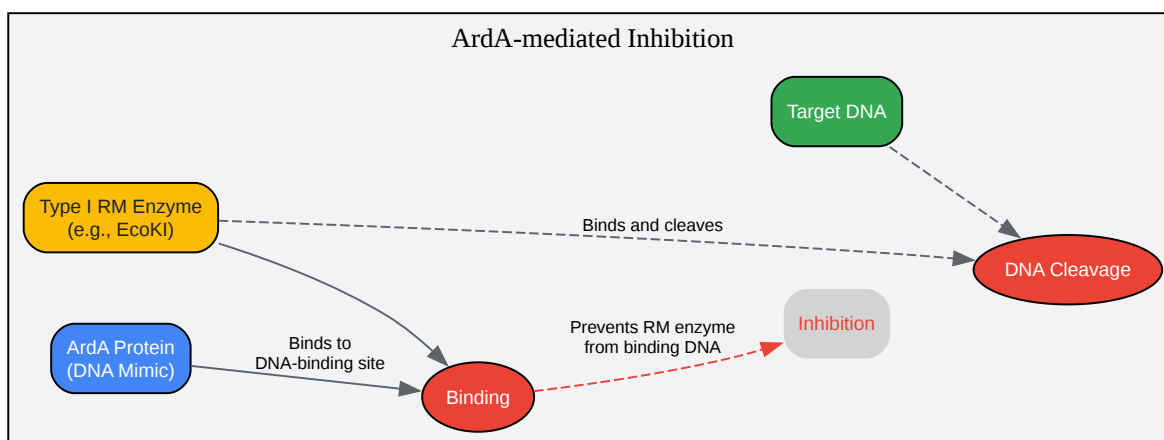 ArdA-mediated Inhibition
Target DNA
Type I RM Enzyme
(e.g., EcoKI)
Binds and cleaves
DNA Cleavage
ArdA Protein
(DNA Mimic)
Binds to
DNA-binding site
Binding
Prevents RM enzyme
from binding DNA
Inhibition